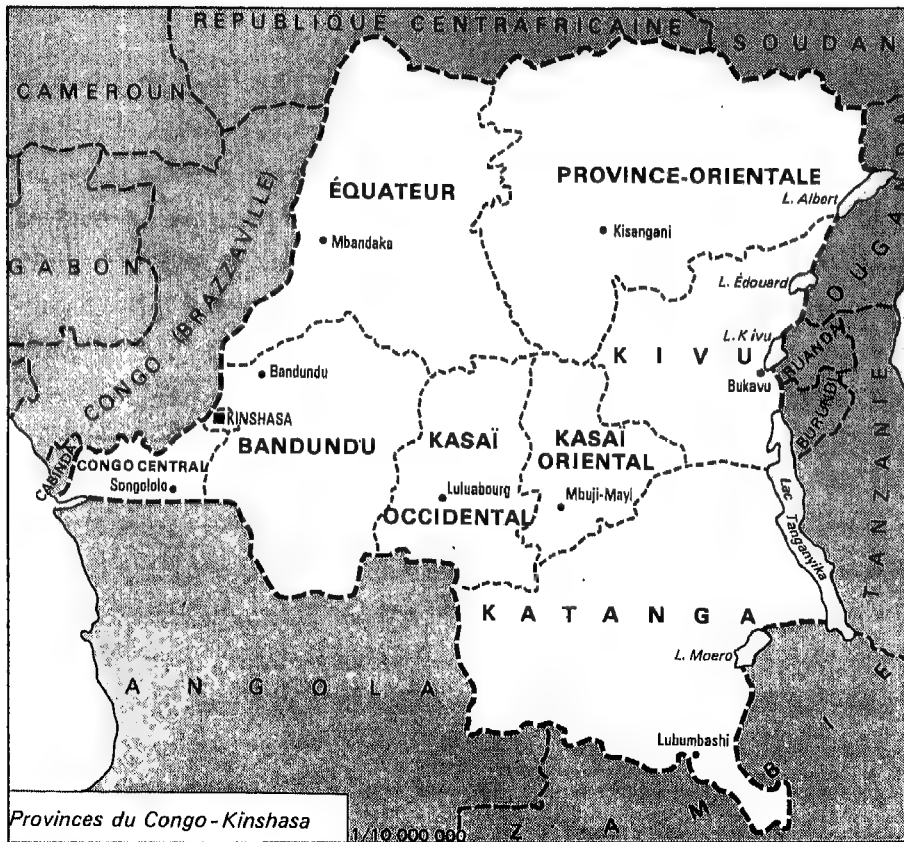 RÉPUBLIQUE CENTRAFRICAINE
SOUDAN
CAMEROUN
PROVINCE-ORIENTALE
ÉQUATEUR
L. Albert
OUGANDA
Mbandaka
Kisangani
GABON
CONGO (BRAZZAVILLE)
L. Édouard
L. Kivu
KIVU
RUANDA
Bandundu
Bukavu
BURUNDI
KINSHASA
BANDUNDU
KASAÏ
OCCIDENTAL
KASAÏ
ORIENTAL
CABINDA
CONGO CENTRAL
Songololo
Luluabourg
Mbuji-Mayi
Lac Tanganyika
TANZANIE
KATANGA
L. Moero
ANGOLA
Lubumbashi
ZAMBIE
Provinces du Congo-Kinshasa
1/10 000 000